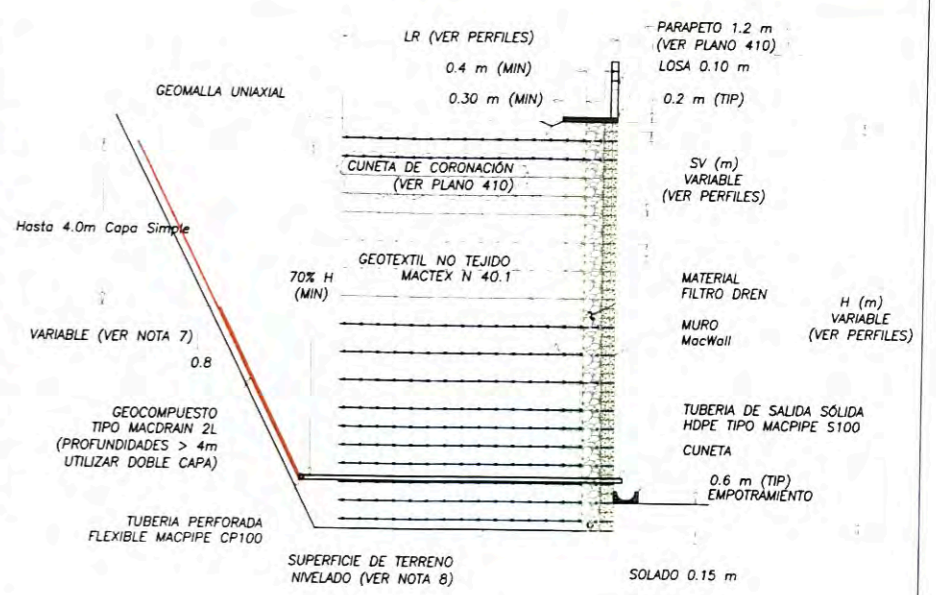 PARAPETO 1.2 m
(VER PLANO 410)
LR (VER PERFILES)
0.4 m (MIN)
LOSA 0.10 m
GEOMALLA UNIAXIAL
0.30 m (MIN)
0.2 m (TIP)
CUNETA DE CORONACIÓN
(VER PLANO 410)
SV (m)
VARIABLE
(VER PERFILES)
Hasta 4.0m Capa Simple
GEOTEXTIL NO TEJIDO
MACTEX N 40.1
70% H
(MIN)
MATERIAL
FILTRO DREN
H (m)
VARIABLE
(VER PERFILES)
MURO
MacWall
VARIABLE (VER NOTA 7)
0.8
GEOCOMPUESTO
TIPO MACDRAIN 2L
(PROFUNDIDADES > 4m
UTILIZAR DOBLE CAPA)
TUBERIA DE SALIDA SÓLIDA
HDPE TIPO MACPIPE S100
CUNETA
0.6 m (TIP)
EMPOTRAMIENTO
TUBERIA PERFORADA
FLEXIBLE MACPIPE CP100
SUPERFICIE DE TERRENO
NIVELADO (VER NOTA 8)
SOLADO 0.15 m